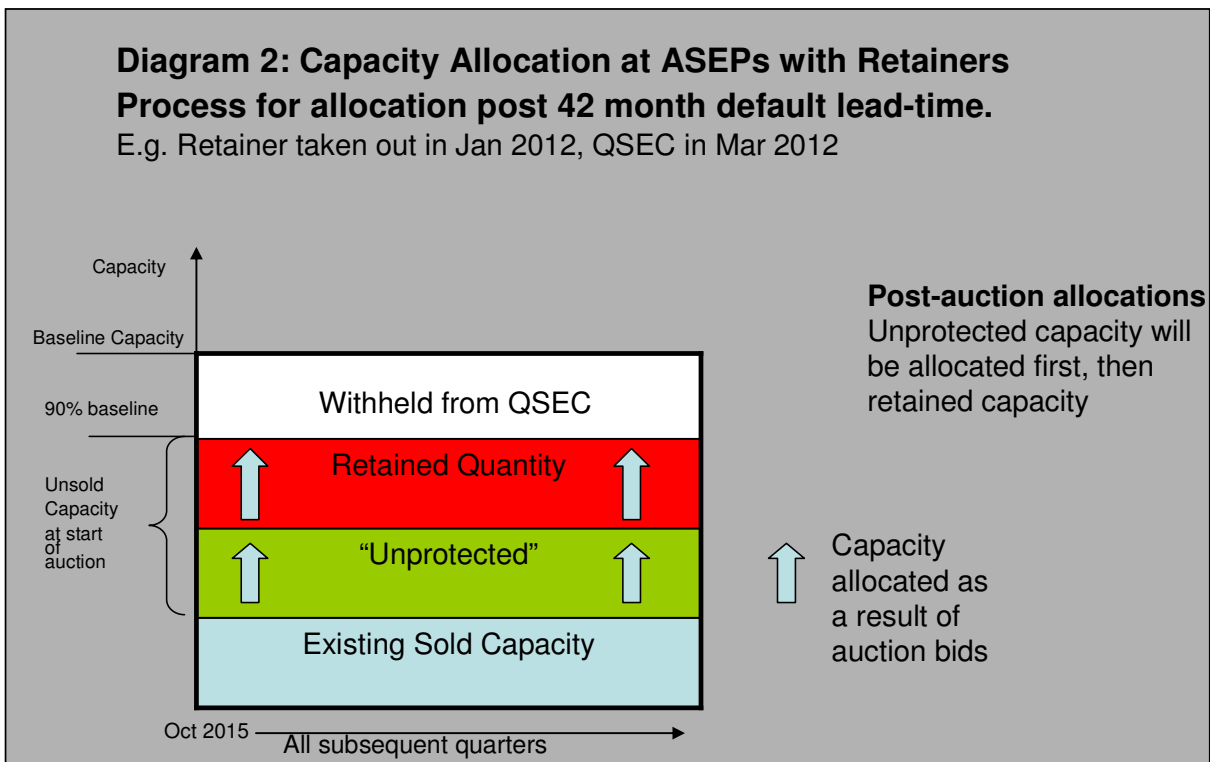 Diagram 2: Capacity Allocation at ASEPs with Retainers
Process for allocation post 42 month default lead-time.
E.g. Retainer taken out in Jan 2012, QSEC in Mar 2012
Capacity
Baseline Capacity
90% baseline
Unsold
Capacity
at start
of
auction
Withheld from QSEC
Retained Quantity
“Unprotected”
Existing Sold Capacity
Oct 2015
All subsequent quarters
Post-auction allocations
Unprotected capacity will
be allocated first, then
retained capacity
Capacity
allocated as
a result of
auction bids